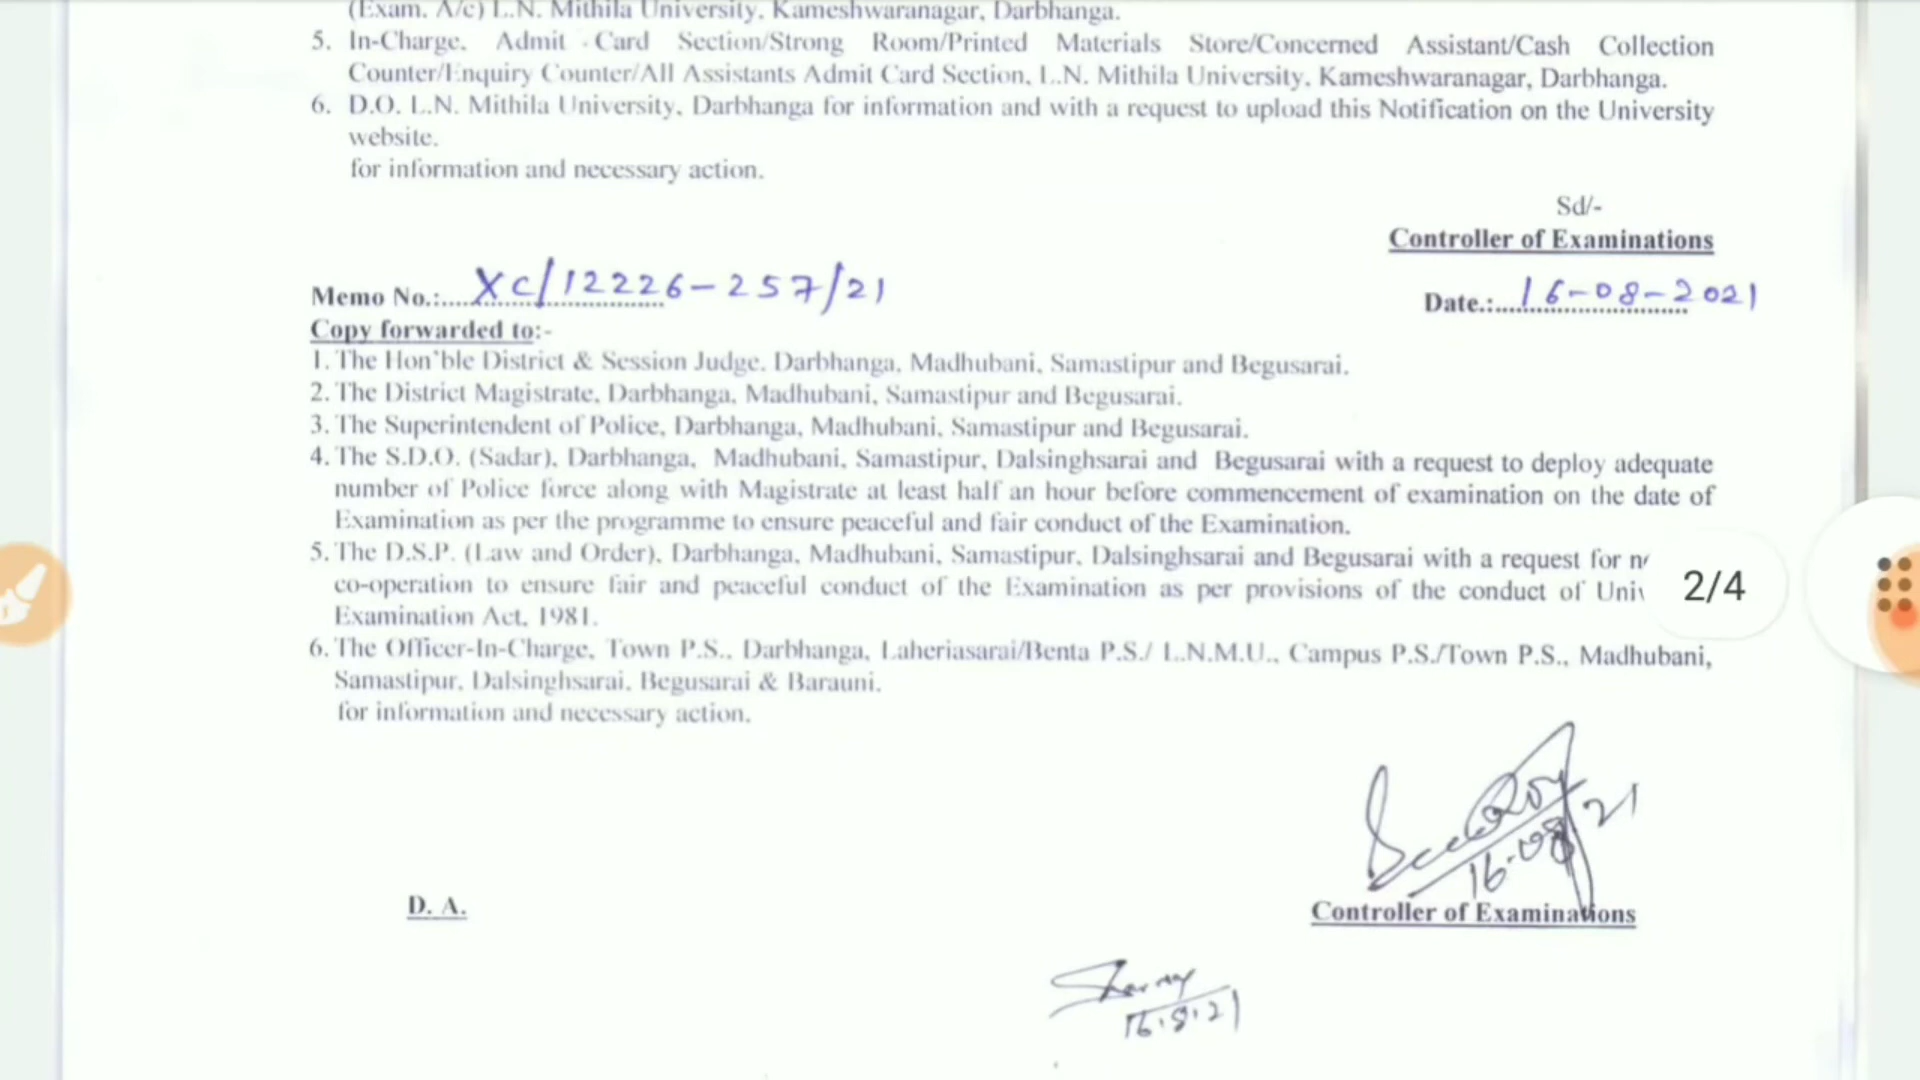 (Exam. A/c) L.N. Mithila University, Kameshwaranagar, Darbhanga.
5. In-Charge, Admit Card Section/Strong Room/Printed Materials Store/Concerned Assistant/Cash Collection
Counter/Enquiry Counter/All Assistants Admit Card Section, L.N. Mithila University, Kameshwaranagar, Darbhanga.
6. D.O. L.N. Mithila University, Darbhanga for information and with a request to upload this Notification on the University
website.
for information and necessary action.
Sd/-
Controller of Examinations
Memo No.:....XC/12226-257/21
Date.:....16-08-2021
Copy forwarded to:-
1. The Hon'ble District & Session Judge, Darbhanga, Madhubani, Samastipur and Begusarai.
2. The District Magistrate, Darbhanga, Madhubani, Samastipur and Begusarai.
3. The Superintendent of Police, Darbhanga, Madhubani, Samastipur and Begusarai.
4. The S.D.O. (Sadar), Darbhanga, Madhubani, Samastipur, Dalsinghsarai and Begusarai with a request to deploy adequate
number of Police force along with Magistrate at least half an hour before commencement of examination on the date of
Examination as per the programme to ensure peaceful and fair conduct of the Examination.
5. The D.S.P. (Law and Order), Darbhanga, Madhubani, Samastipur, Dalsinghsarai and Begusarai with a request for
co-operation to ensure fair and peaceful conduct of the Examination as per provisions of the conduct of
Examination Act, 1981.
2/4
6. The Officer-In-Charge, Town P.S., Darbhanga, Laheriasarai/Benta P.S./ L.N.M.U., Campus P.S./Town P.S., Madhubani,
Samastipur, Dalsinghsarai, Begusarai & Barauni.
for information and necessary action.
16-08-21
D. A.
Controller of Examinations
16.8.21